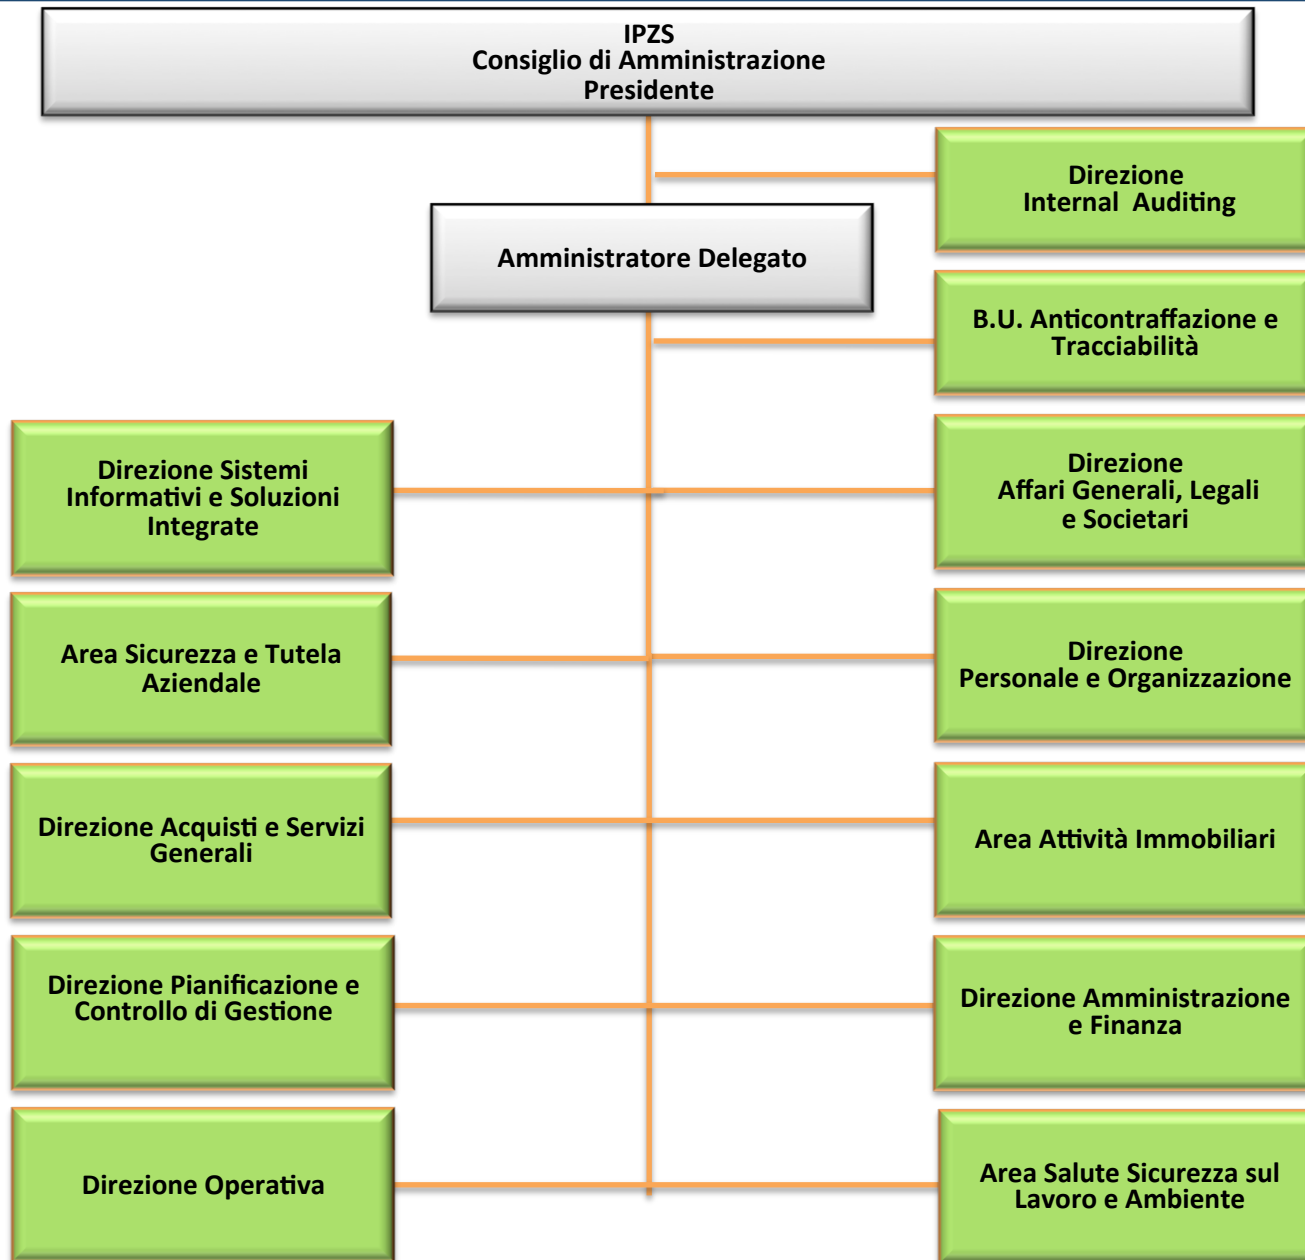 IPZS
Consiglio di Amministrazione
Presidente
Direzione
Internal Auditing
Amministratore Delegato
B.U. Anticontraffazione e
Tracciabilità
Direzione Sistemi
Informativi e Soluzioni
Integrate
Direzione
Affari Generali, Legali
e Societari
Area Sicurezza e Tutela
Aziendale
Direzione
Personale e Organizzazione
Direzione Acquisti e Servizi
Generali
Area Attività Immobiliari
Direzione Pianificazione e
Controllo di Gestione
Direzione Amministrazione
e Finanza
Direzione Operativa
Area Salute Sicurezza sul
Lavoro e Ambiente